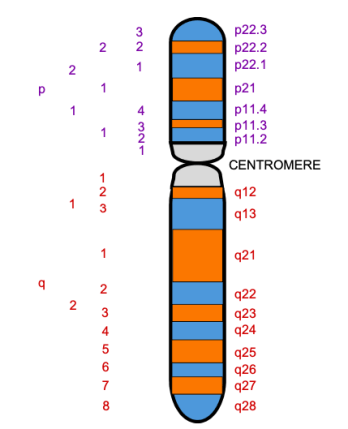 3 p22.3
2 2 p22.2
2 1 p22.1
p 1 p21
1 4 p11.4
3 p11.3
1 2 p11.2
1
CENTROMERE
1
2 q12
1 3 q13
1 q21
q
2 q22
2 3 q23
4 q24
5 q25
6 q26
7 q27
8 q28